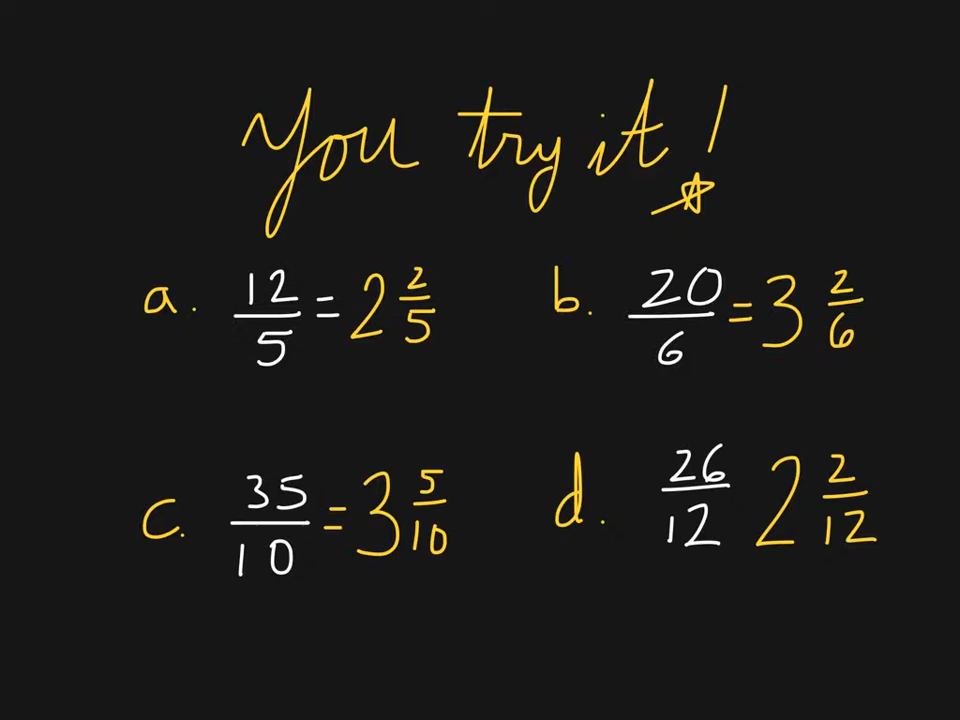 You try it!
a. 12/5 = 2 2/5
b. 20/6 = 3 2/6
c. 35/10 = 3 5/10
d. 26/12 2 2/12